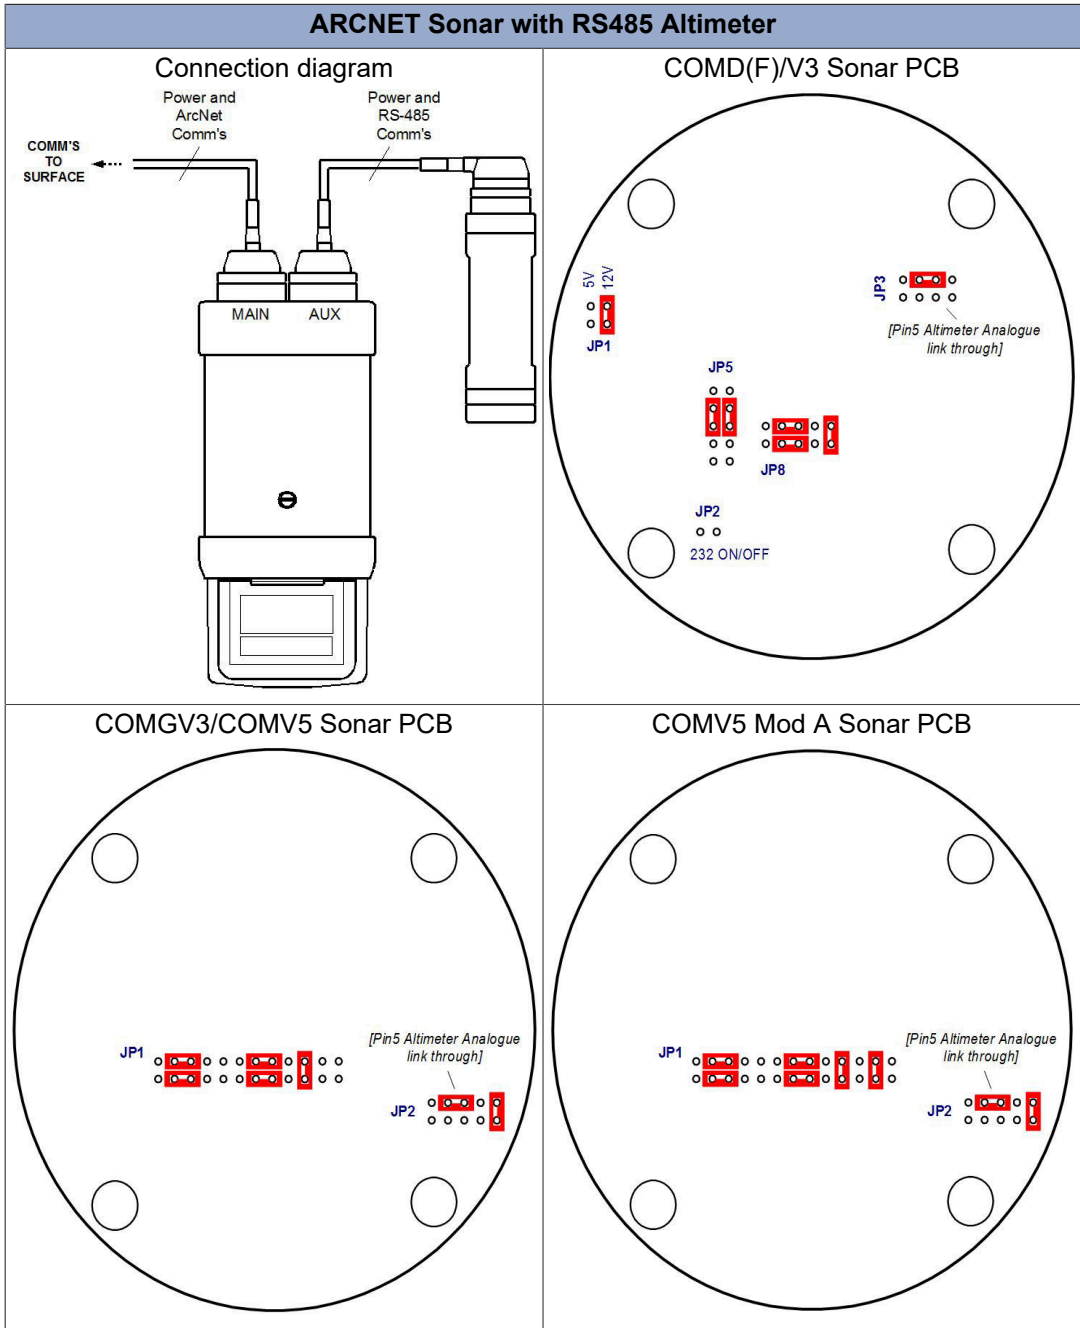 ARCNET Sonar with RS485 Altimeter
Connection diagram
Power and
ArcNet
Comm's
Power and
RS-485
Comm's
COMM'S
TO
SURFACE
MAIN
AUX
COMD(F)/V3 Sonar PCB
5V
12V
JP1
JP3
[Pin5 Altimeter Analogue
link through]
JP5
JP8
JP2
232 ON/OFF
COMGV3/COMV5 Sonar PCB
JP1
[Pin5 Altimeter Analogue
link through]
JP2
COMV5 Mod A Sonar PCB
JP1
[Pin5 Altimeter Analogue
link through]
JP2